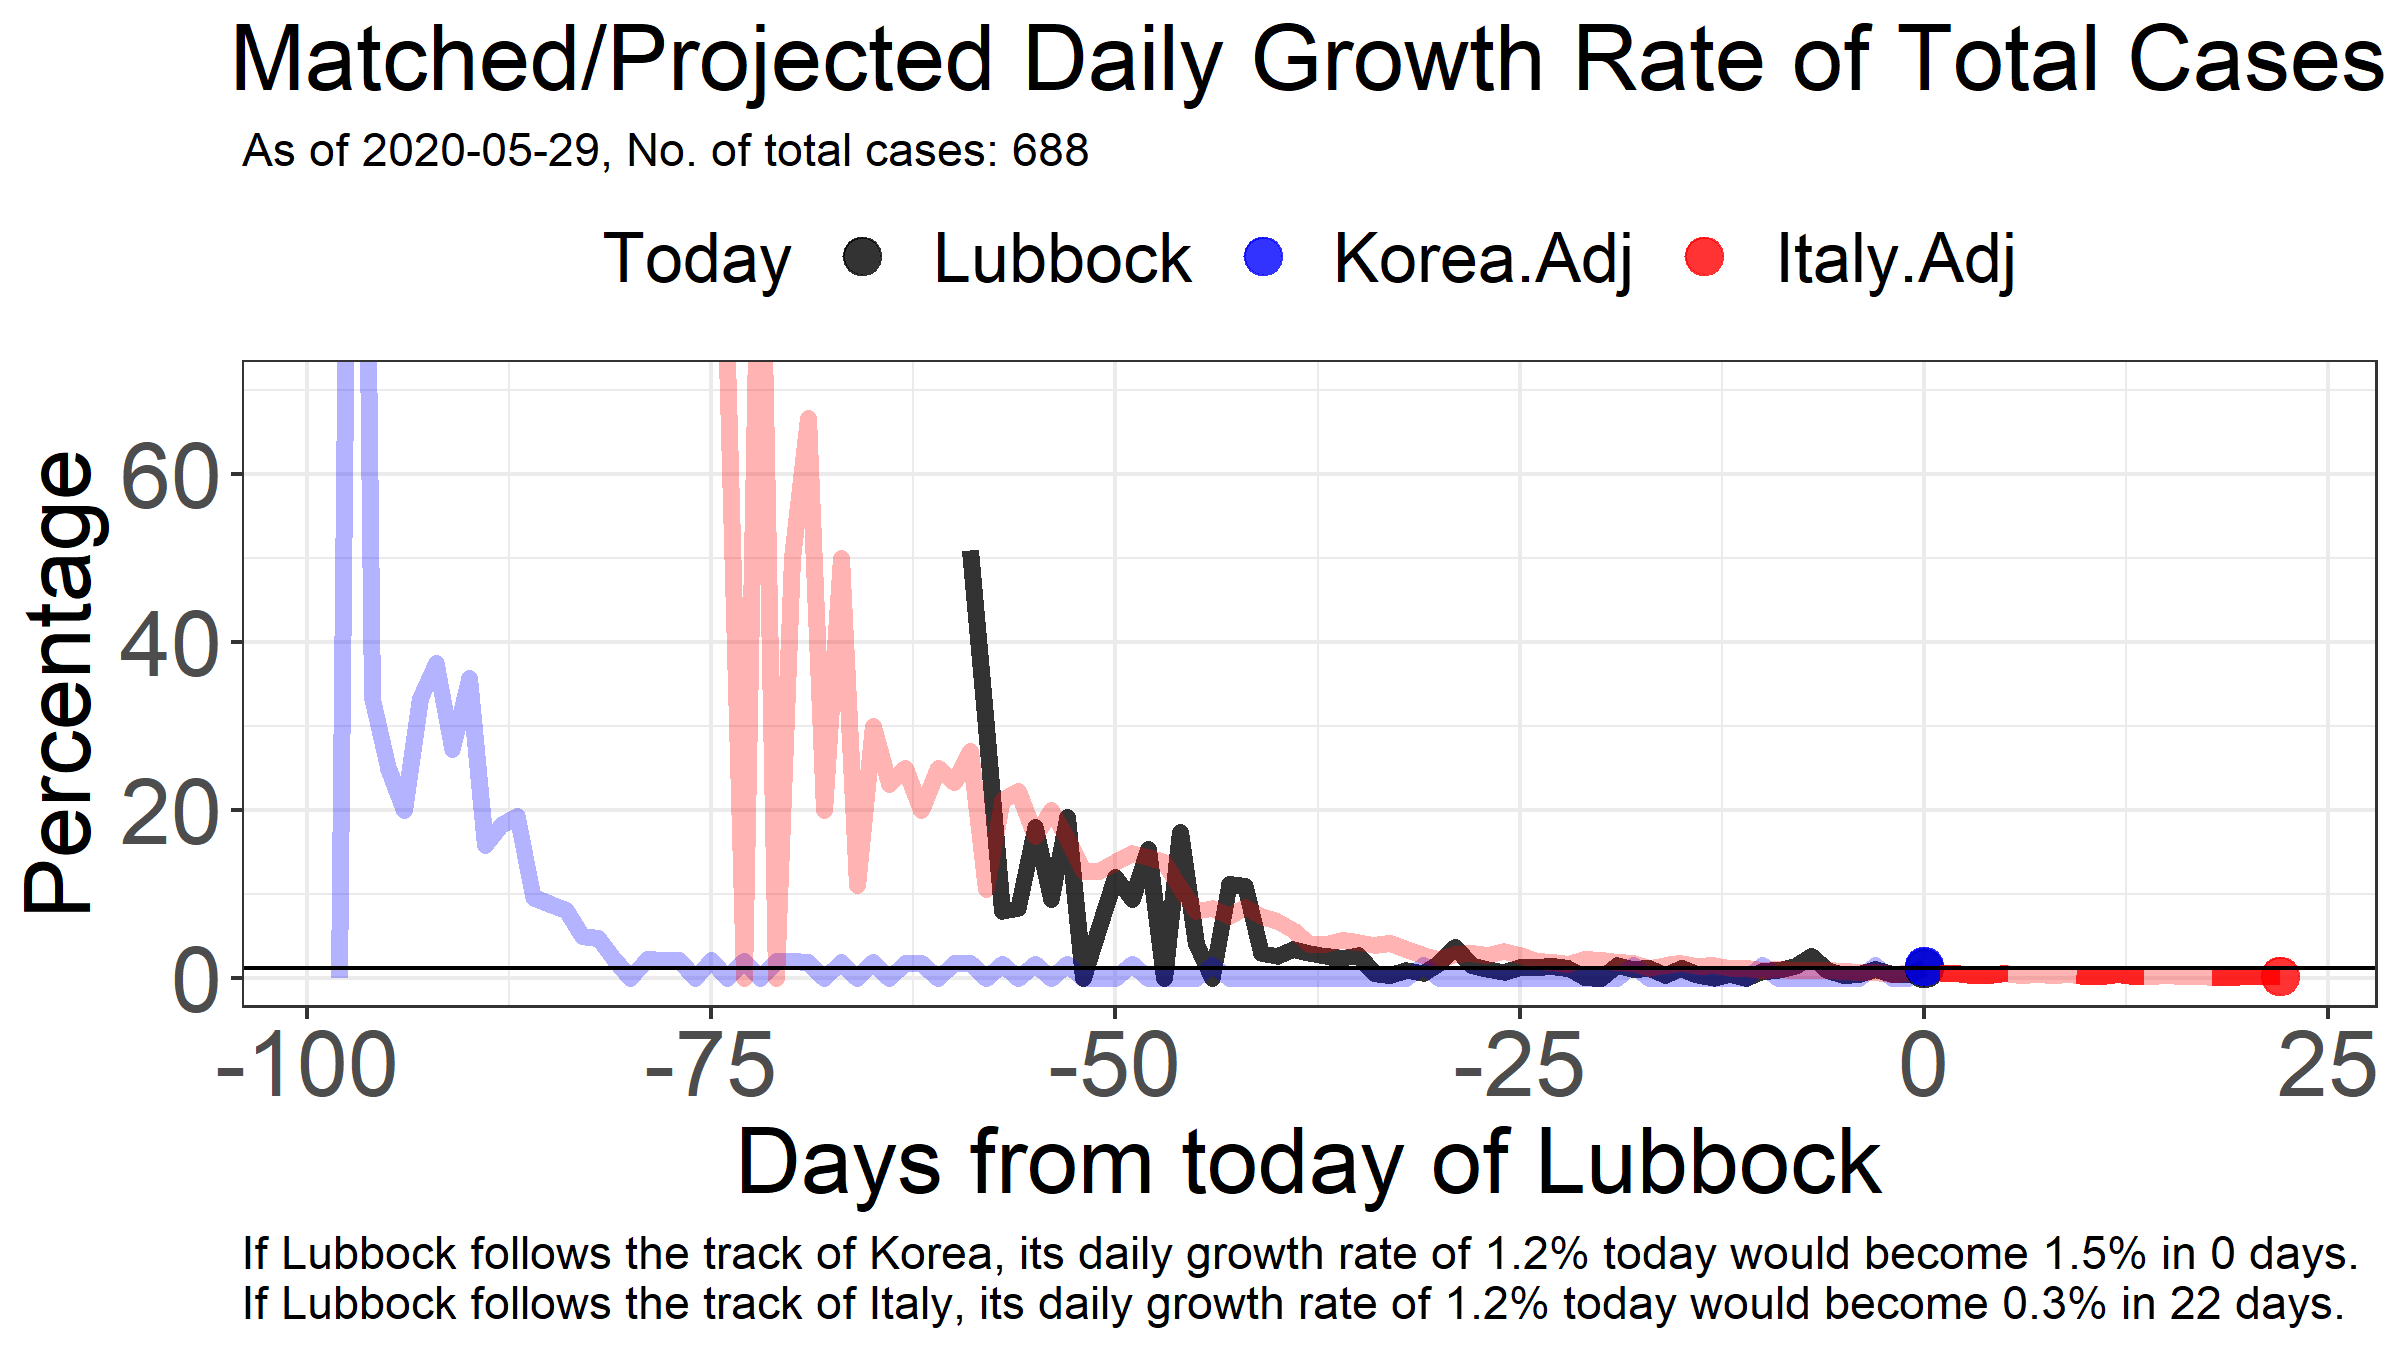 Matched/Projected Daily Growth Rate of Total Cases
As of 2020-05-29, No. of total cases: 688
Today Lubbock Korea.Adj Italy.Adj
Percentage
60
40
20
0
-100 -75 -50 -25 0 25
Days from today of Lubbock
If Lubbock follows the track of Korea, its daily growth rate of 1.2% today would become 1.5% in 0 days.
If Lubbock follows the track of Italy, its daily growth rate of 1.2% today would become 0.3% in 22 days.